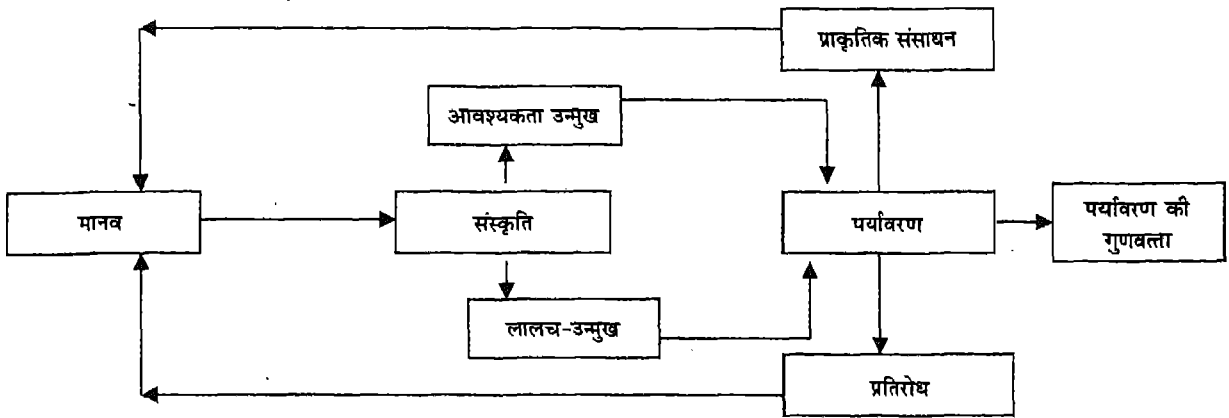 प्राकृतिक संसाधन
आवश्यकता उन्मुख
मानव
संस्कृति
पर्यावरण
पर्यावरण की
गुणवत्ता
लालच-उन्मुख
प्रतिरोध